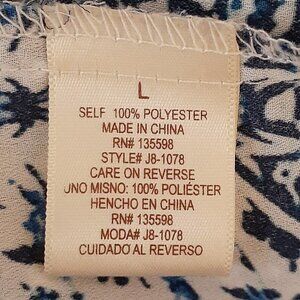 L
SELF 100% POLYESTER
MADE IN CHINA
RN# 135598
STYLE# J8-1078
CARE ON REVERSE
UNO MISNO: 100% POLIÉSTER
HENCHO EN CHINA
RN# 135598
MODA# J8-1078
CUIDADO AL REVERSO